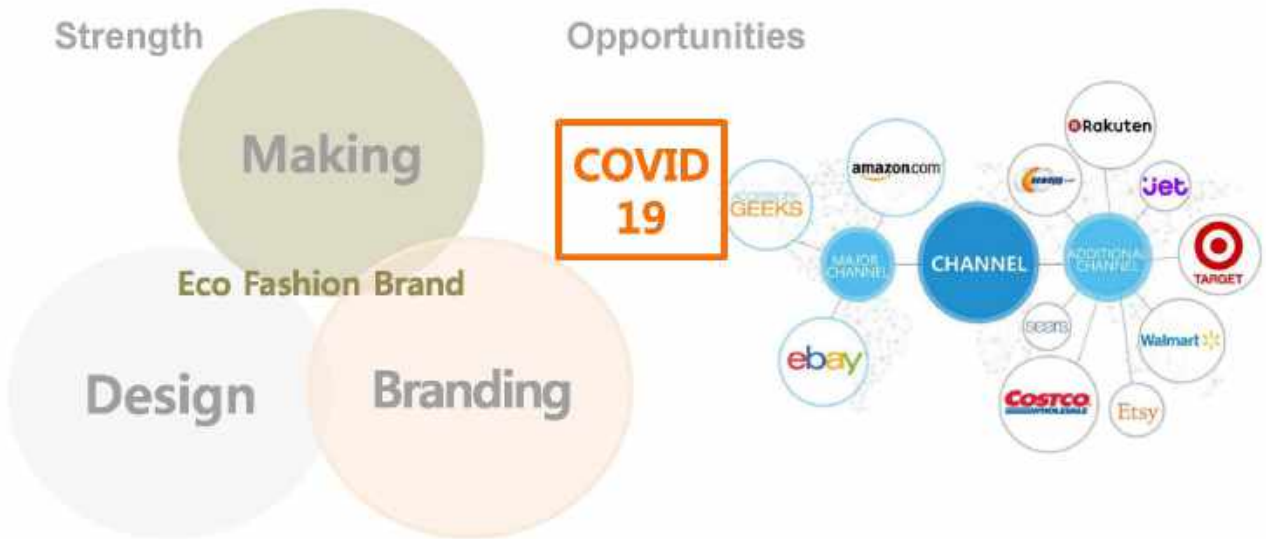 Strength
Making
Eco Fashion Brand
Design
Branding
Opportunities
COVID
19
GEEKS
amazon.com
MAJOR
CHANNEL
ebay
CHANNEL
ADDITIONAL
CHANNEL
Rakuten
Jet
TARGET
sears
Walmart
COSTCO
WHOLESALE
Etsy